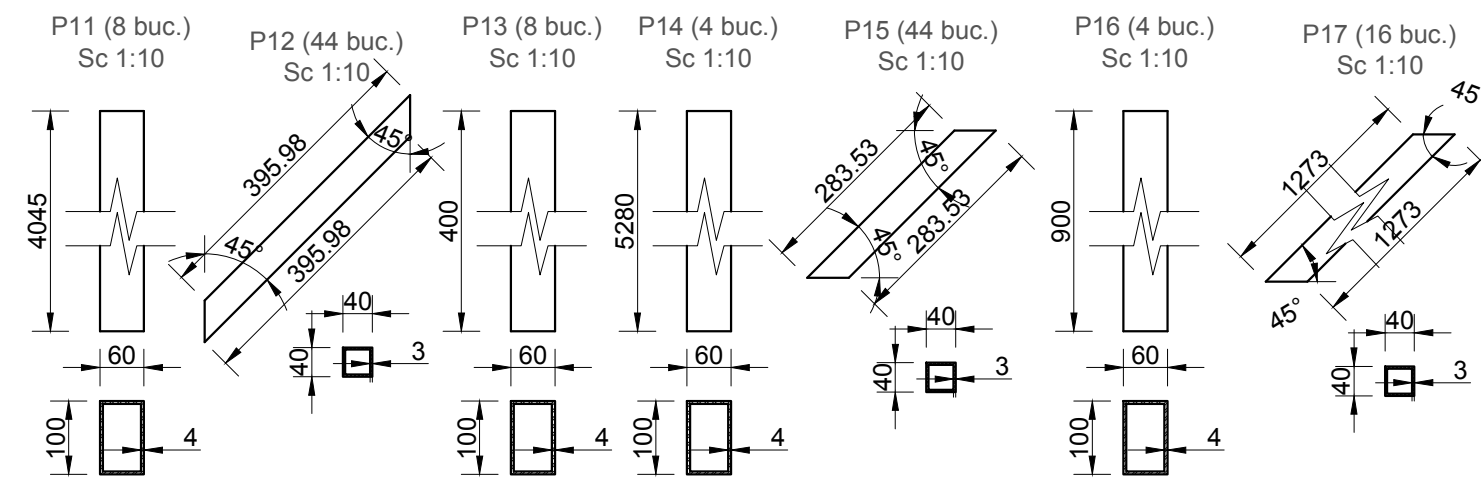 P11 (8 buc.)
Sc 1:10
4045
60
100
4
P12 (44 buc.)
Sc 1:10
395.98
45°
45°
395.98
40
40
3
P13 (8 buc.)
Sc 1:10
400
60
100
4
P14 (4 buc.)
Sc 1:10
5280
60
100
4
P15 (44 buc.)
Sc 1:10
283.53
45°
45°
283.53
40
40
3
P16 (4 buc.)
Sc 1:10
900
60
100
4
P17 (16 buc.)
Sc 1:10
45
1273
1273
45°
40
40
3